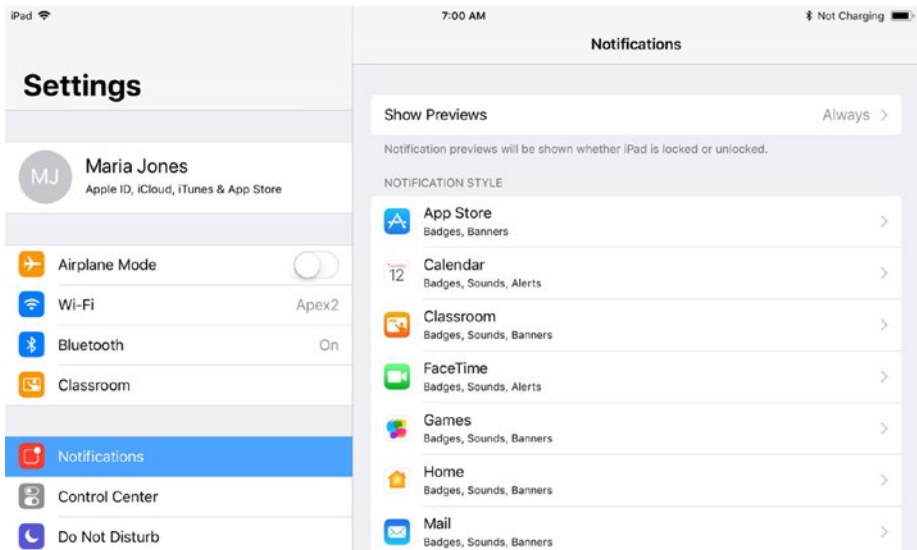 iPad
7:00 AM
Not Charging
Settings
MJ
Maria Jones
Apple ID, iCloud, iTunes & App Store
Airplane Mode
Wi-Fi
Apex2
Bluetooth
On
Classroom
Notifications
Control Center
Do Not Disturb
Notifications
Show Previews
Always
Notification previews will be shown whether iPad is locked or unlocked.
NOTIFICATION STYLE
App Store
Badges, Banners
12
Calendar
Badges, Sounds, Alerts
Classroom
Badges, Sounds, Banners
FaceTime
Badges, Sounds, Alerts
Games
Badges, Sounds, Banners
Home
Badges, Sounds, Banners
Mail
Badges, Sounds, Banners